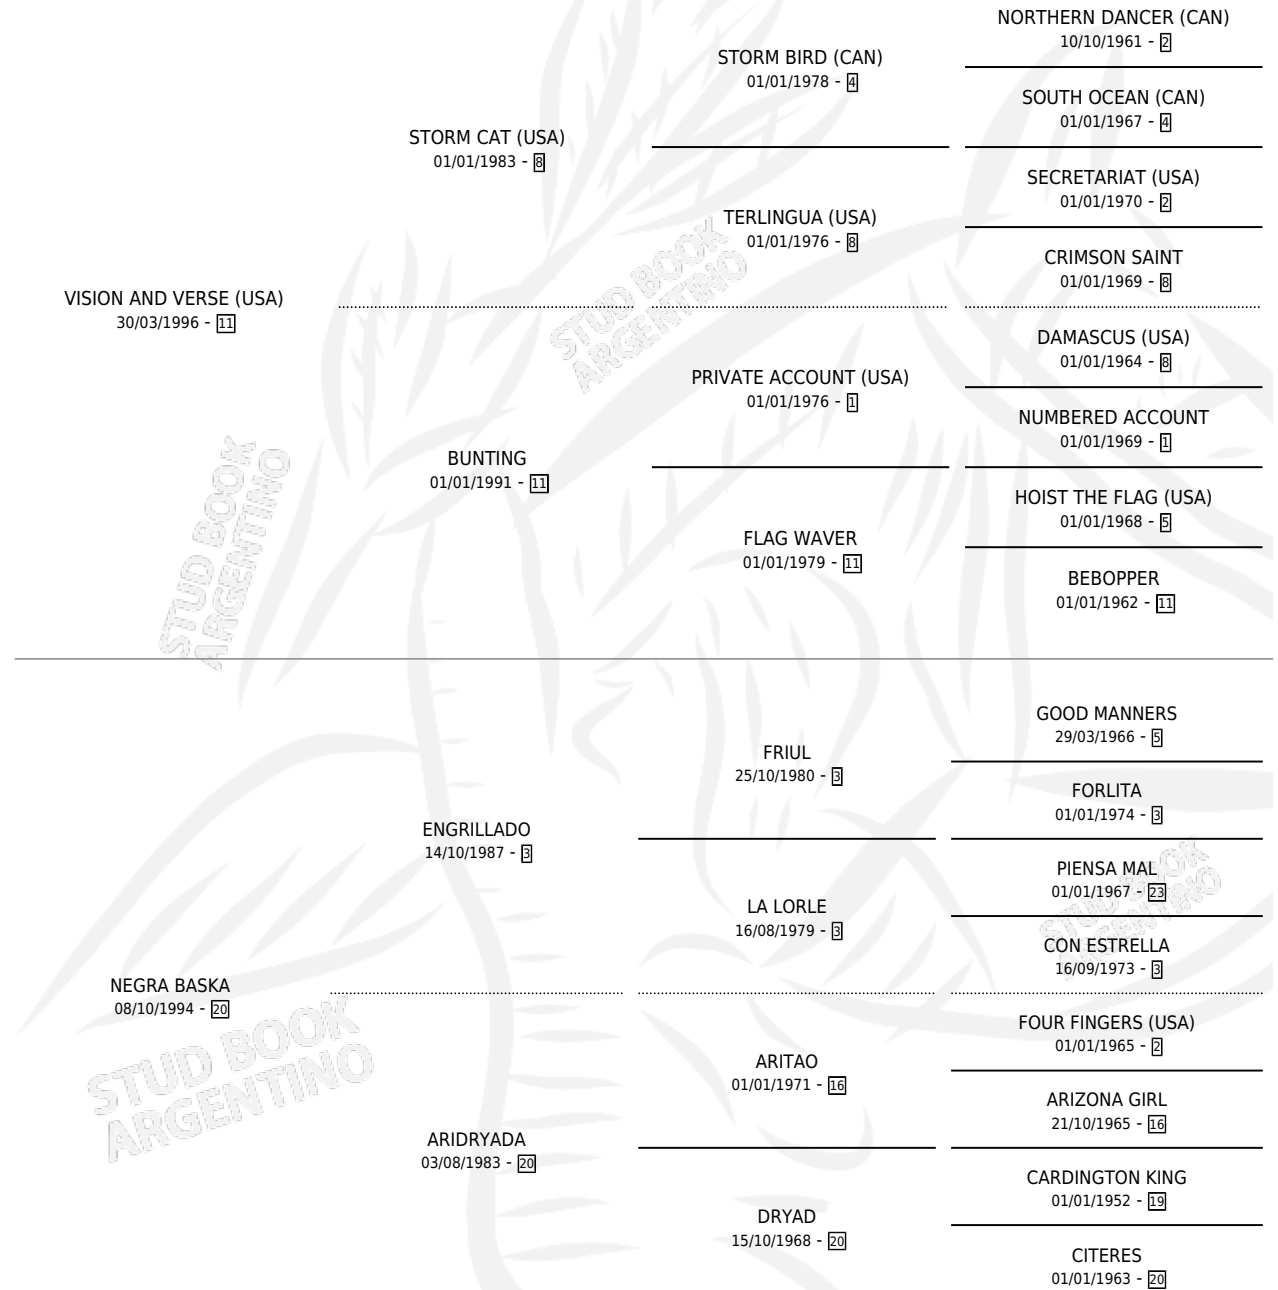 NORTHERN DANCER (CAN)
10/10/1961 - 2
STORM BIRD (CAN)
01/01/1978 - 4
SOUTH OCEAN (CAN)
01/01/1967 - 4
STORM CAT (USA)
01/01/1983 - 8
SECRETARIAT (USA)
01/01/1970 - 2
TERLINGUA (USA)
01/01/1976 - 8
CRIMSON SAINT
01/01/1969 - 8
VISION AND VERSE (USA)
30/03/1996 - 11
DAMASCUS (USA)
01/01/1964 - 8
PRIVATE ACCOUNT (USA)
01/01/1976 - 1
NUMBERED ACCOUNT
01/01/1969 - 1
BUNTING
01/01/1991 - 11
HOIST THE FLAG (USA)
01/01/1968 - 5
FLAG WAVER
01/01/1979 - 11
BEBOPPER
01/01/1962 - 11
GOOD MANNERS
29/03/1966 - 5
FRIUL
25/10/1980 - 3
FORLITA
01/01/1974 - 3
ENGRILLADO
14/10/1987 - 3
PIENSA MAL
01/01/1967 - 23
LA LORLE
16/08/1979 - 3
CON ESTRELLA
16/09/1973 - 3
NEGRA BASKA
08/10/1994 - 20
FOUR FINGERS (USA)
01/01/1965 - 2
ARITAO
01/01/1971 - 16
ARIZONA GIRL
21/10/1965 - 16
ARIDRYADA
03/08/1983 - 20
CARDINGTON KING
01/01/1952 - 19
DRYAD
15/10/1968 - 20
CITERES
01/01/1963 - 20
STUD BOOK
ARGENTINO
STUD BOOK
ARGENTINO
STUD BOOK
ARGENTINO
STUD BOOK
ARGENTINO